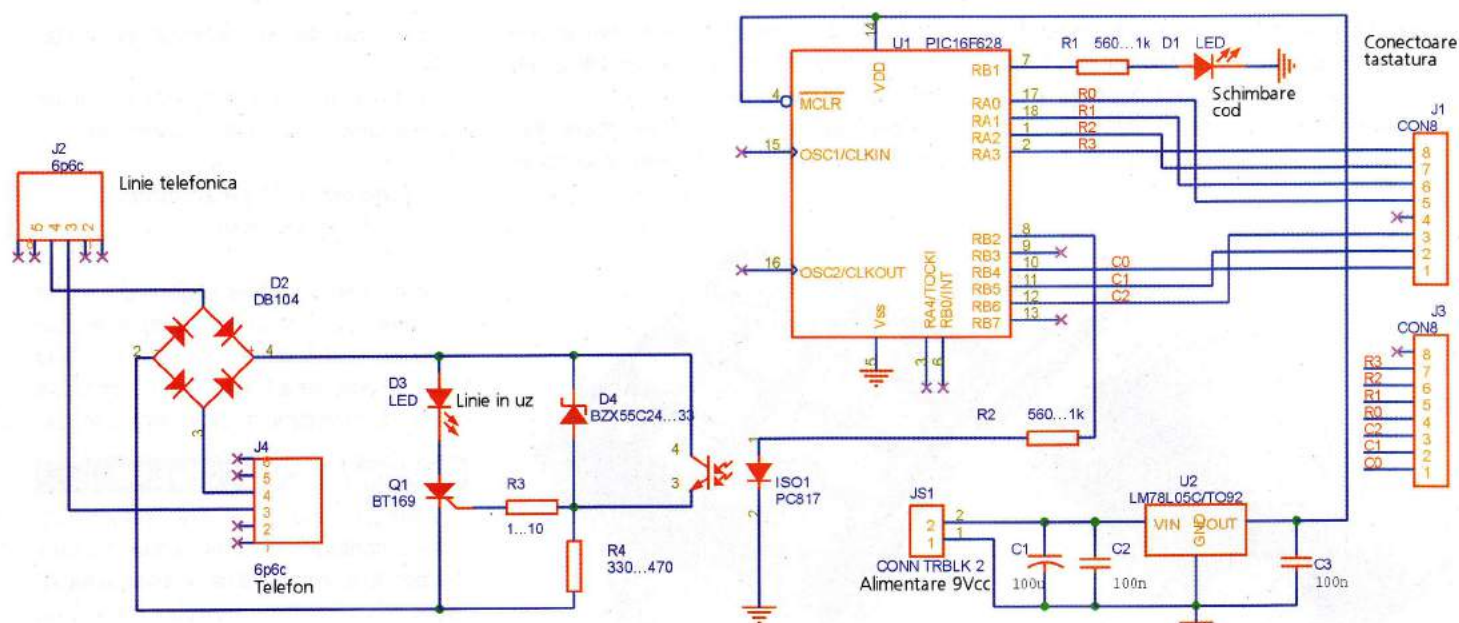 J2
6p6c
Linie telefonica
6
5
4
3
2
1
D2
DB104
2
4
3
-
+
J4
6
5
4
3
2
1
6p6c
Telefon
D3
LED
Linie in uz
D4
BZX55C24...33
Q1
BT169
R3
1...10
R4
330...470
4
3
1
2
ISO1
PC817
R2
560...1k
U1 PIC16F628
14
VDD
4
MCLR
15
OSC1/CLKIN
16
OSC2/CLKOUT
Vss
5
RA4/TOCKI
3
RB0/INT
6
RB1
7
RA0
17
R0
RA1
18
R1
RA2
1
R2
RA3
2
R3
RB2
8
RB3
9
RB4
10
C0
RB5
11
C1
RB6
12
C2
RB7
13
R1
560...1k
D1
LED
Schimbare
cod
Conectoare
tastatura
J1
CON8
8
7
6
5
4
3
2
1
J3
CON8
8
R3 7
R2 6
R1 5
R0 4
C2 3
C1 2
C0 1
JS1
2 2
1 1
CONN TRBLK 2
Alimentare 9Vcc
C1
100u
C2
100n
U2
LM78L05C/TO92
VIN
VOUT
GND
C3
100n